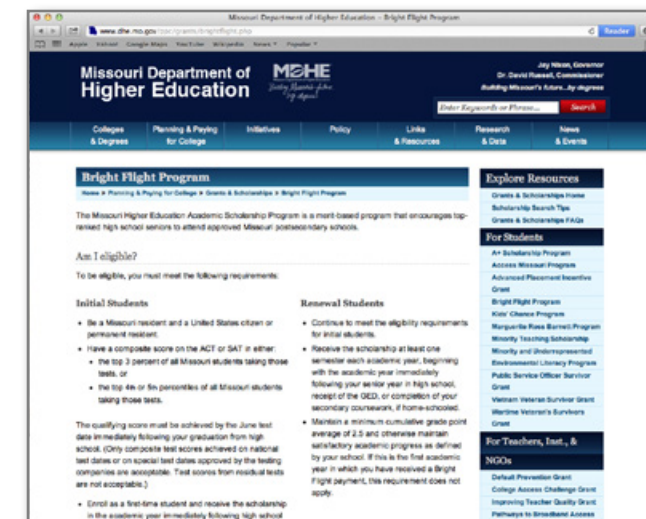 Missouri Department of Higher Education – Bright Flight Program
www.dhe.mo.gov/ppc/grants/brightflight.php
Reader
Apple Yahoo! Google Maps YouTube Wikipedia News Popular
Missouri Department of
Higher Education
MDHE
Jay Nixon, Governor
Dr. David Russell, Commissioner
Building Missouri's future...by degrees
Enter Keywords or Phrase...
Search
Colleges
& Degrees
Planning & Paying
for College
Initiatives
Policy
Links
& Resources
Research
& Data
News
& Events
Bright Flight Program
Home > Planning & Paying for College > Grants & Scholarships > Bright Flight Program
The Missouri Higher Education Academic Scholarship Program is a merit-based program that encourages top-
ranked high school seniors to attend approved Missouri postsecondary schools.
Am I eligible?
To be eligible, you must meet the following requirements:
Initial Students
• Be a Missouri resident and a United States citizen or
permanent resident.
• Have a composite score on the ACT or SAT in either:
• the top 3 percent of all Missouri students taking those
tests, or
• the top 4th or 5th percentiles of all Missouri students
taking those tests.
The qualifying score must be achieved by the June test
date immediately following your graduation from high
school. (Only composite test scores achieved on national
test dates or on special test dates approved by the testing
companies are acceptable. Test scores from residual tests
are not acceptable.)
• Enroll as a first-time student and receive the scholarship
in the academic year immediately following high school
Renewal Students
• Continue to meet the eligibility requirements
for initial students.
• Receive the scholarship at least one
semester each academic year, beginning
with the academic year immediately
following your senior year in high school,
receipt of the GED, or completion of your
secondary coursework, if home-schooled.
• Maintain a minimum cumulative grade point
average of 2.5 and otherwise maintain
satisfactory academic progress as defined
by your school. If this is the first academic
year in which you have received a Bright
Flight payment, this requirement does not
apply.
Explore Resources
Grants & Scholarships Home
Scholarship Search Tips
Grants & Scholarships FAQs
For Students
A+ Scholarship Program
Access Missouri Program
Advanced Placement Incentive
Grant
Bright Flight Program
Kids' Chance Program
Marguerite Ross Barnett Program
Minority Teaching Scholarship
Minority and Underrepresented
Environmental Literacy Program
Public Service Officer Survivor
Grant
Vietnam Veteran Survivor Grant
Wartime Veteran's Survivors
Grant
For Teachers, Inst., &
NGOs
Default Prevention Grant
College Access Challenge Grant
Improving Teacher Quality Grant
Pathways to Broadband Access